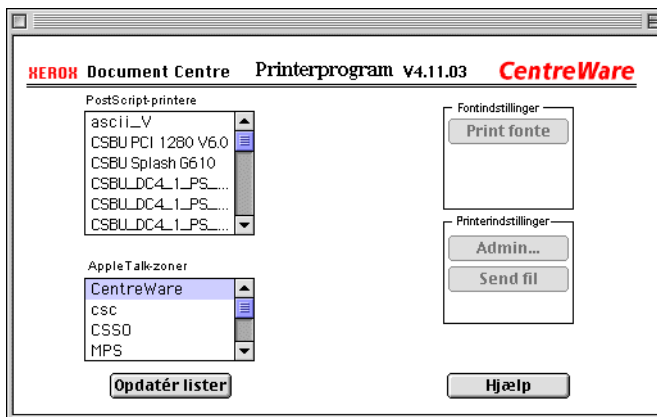 XEROX Document Centre Printerprogram V4.11.03 CentreWare
PostScript-printere
ascii_V
CSBU PCI 1280 V6.0
CSBU Splash G610
CSBU_DC4_1_PS_...
CSBU_DC4_1_PS_...
CSBU_DC4_1_PS_...
AppleTalk-zoner
CentreWare
csc
CSSO
MPS
Opdatér lister
Fontindstillinger
Print fonte
Printerindstillinger
Admin...
Send fil
Hjælp